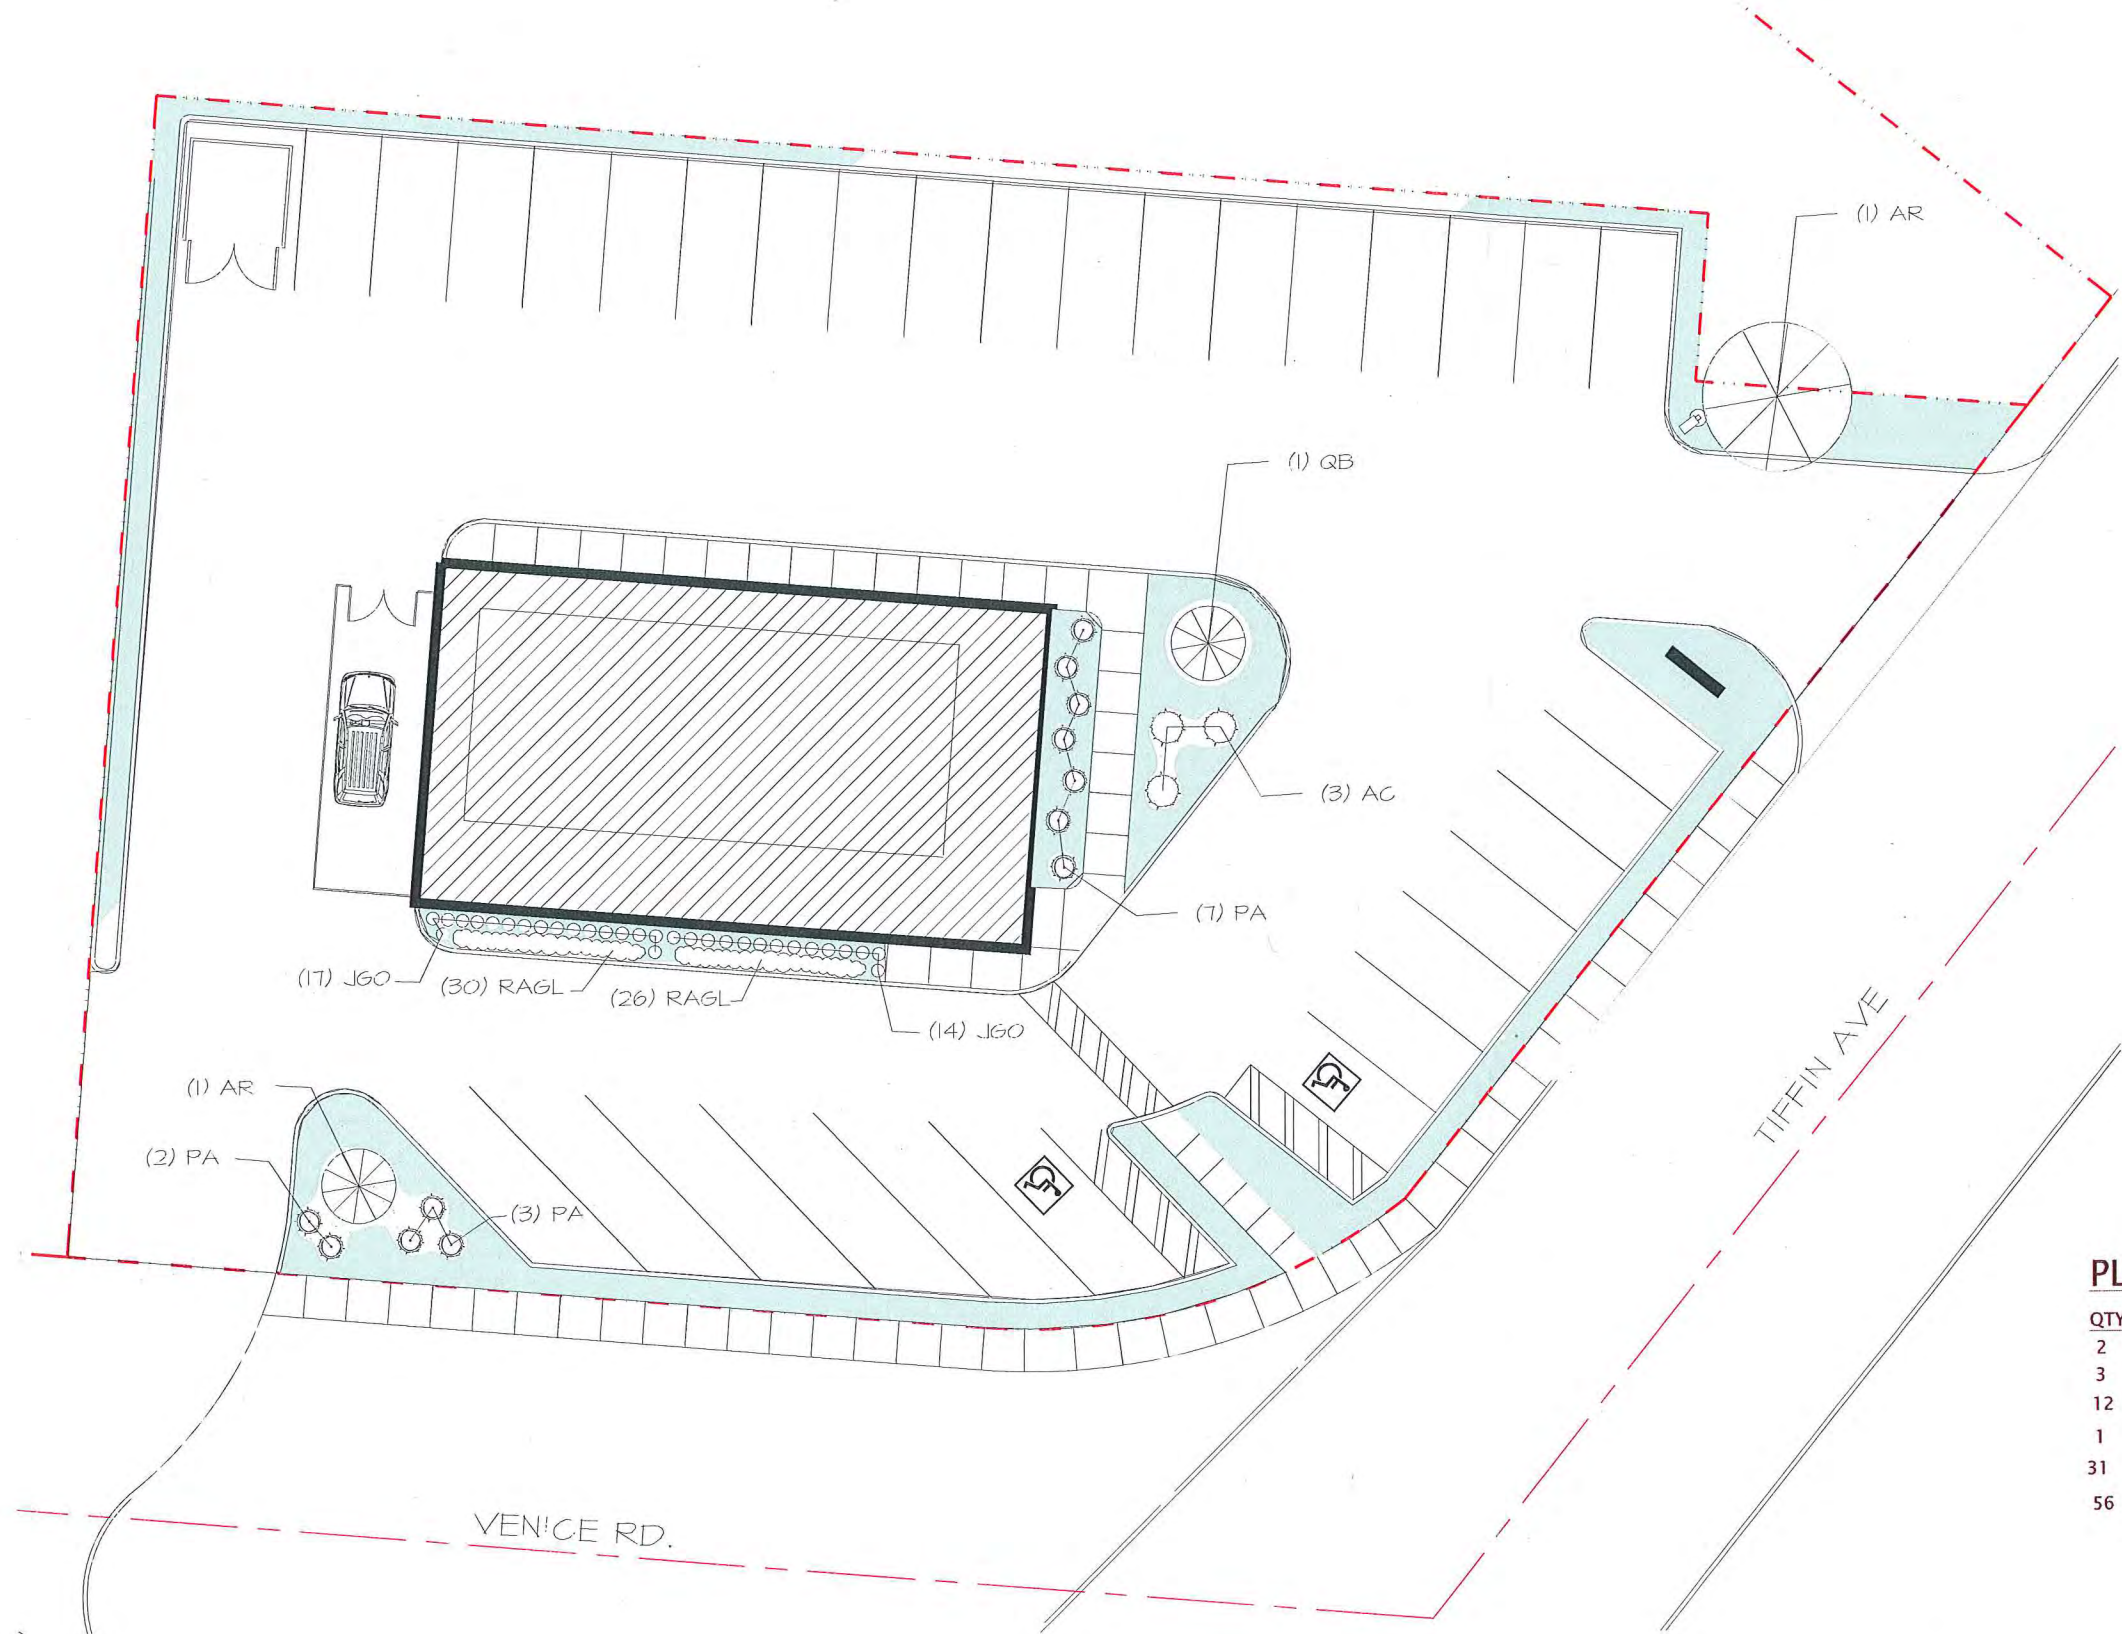 (1) AR
(1) QB
(3) AC
(7) PA
(17) JGO
(30) RAGL
(26) RAGL
(14) JGO
(1) AR
(2) PA
(3) PA
TIFFIN AVE
VENICE RD.
PL
QTY
2
3
12
1
31
56